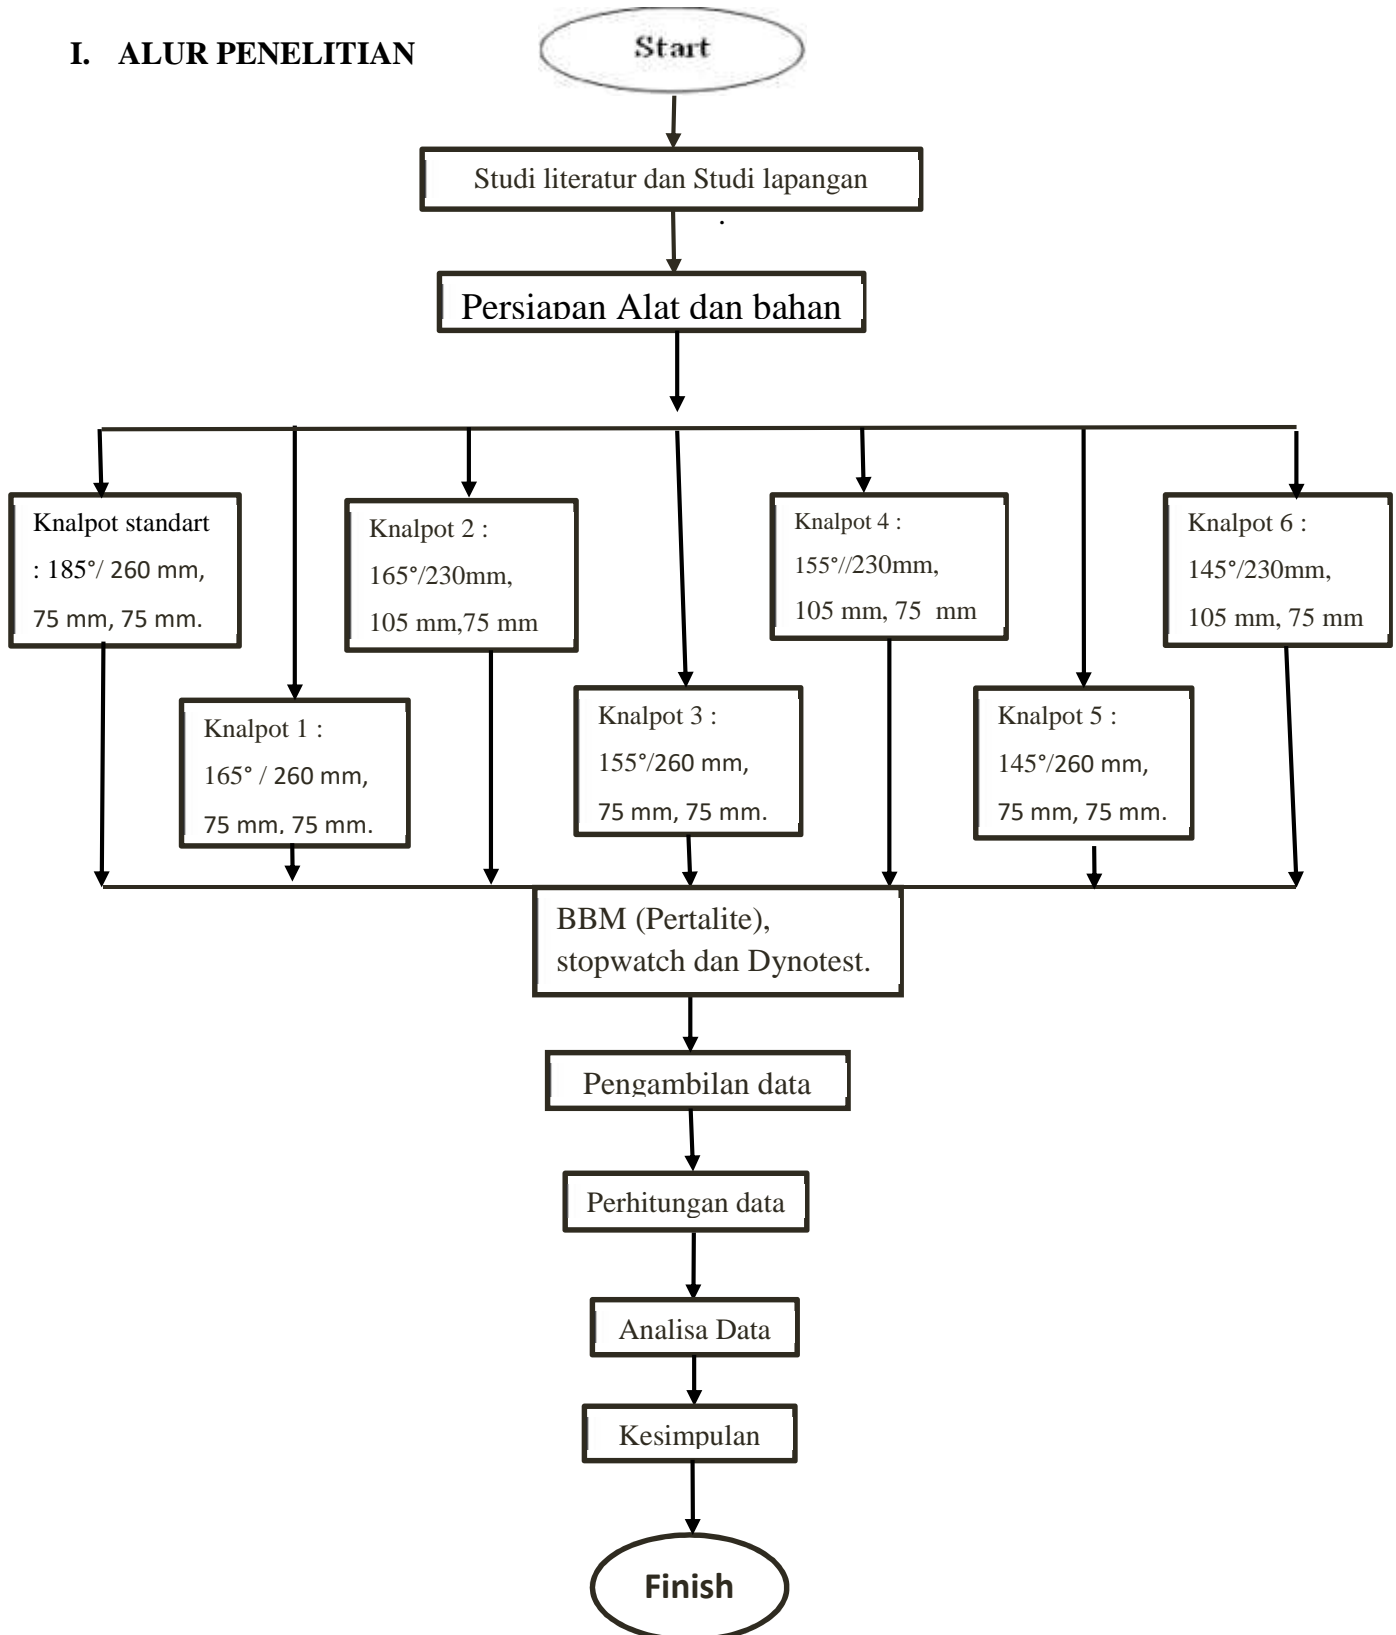 I. ALUR PENELITIAN
Start
Studi literatur dan Studi lapangan
.
Persiapan Alat dan bahan
Knalpot standart
: 185°/ 260 mm,
75 mm, 75 mm.
Knalpot 2 :
165°/230mm,
105 mm,75 mm
Knalpot 4 :
155°//230mm,
105 mm, 75 mm
Knalpot 6 :
145°/230mm,
105 mm, 75 mm
Knalpot 1 :
165° / 260 mm,
75 mm, 75 mm.
Knalpot 3 :
155°/260 mm,
75 mm, 75 mm.
Knalpot 5 :
145°/260 mm,
75 mm, 75 mm.
BBM (Pertalite),
stopwatch dan Dynotest.
Pengambilan data
Perhitungan data
Analisa Data
Kesimpulan
Finish